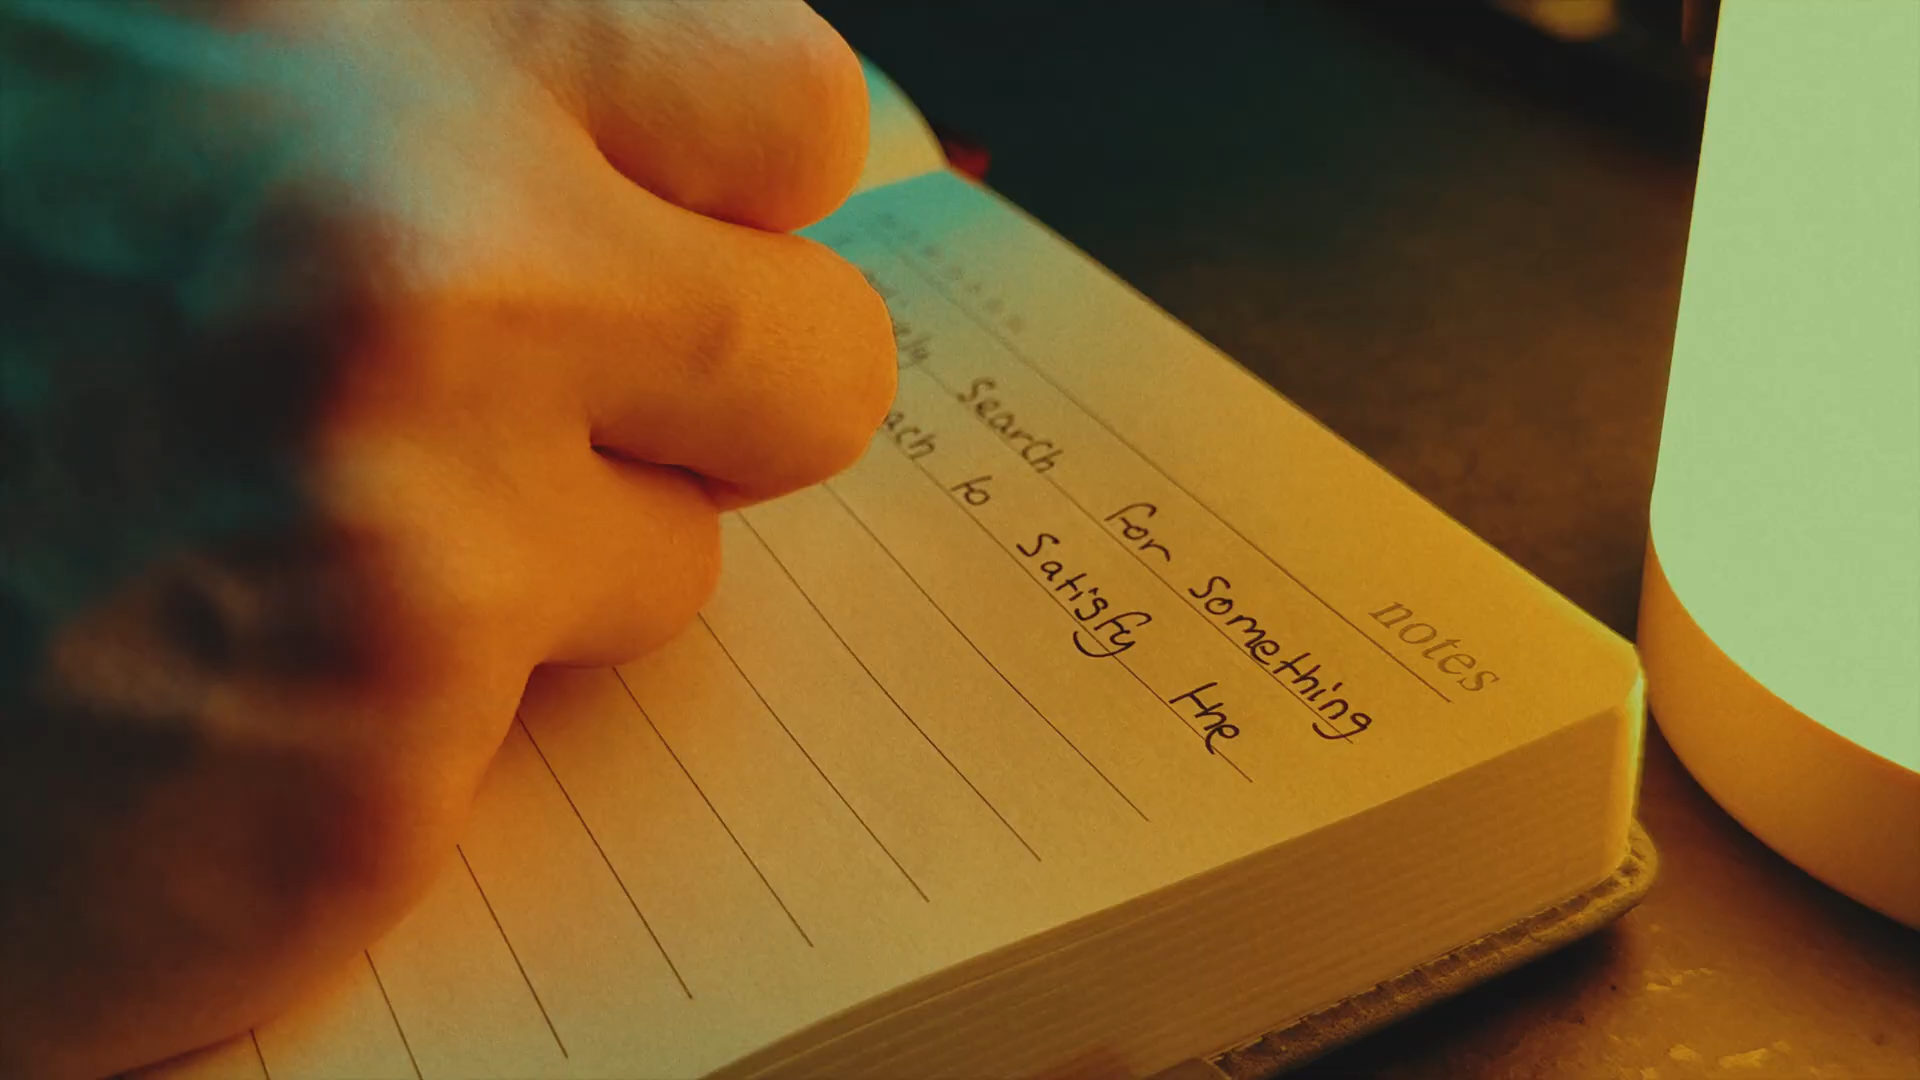 notes
Search for Something
to Satisfy the